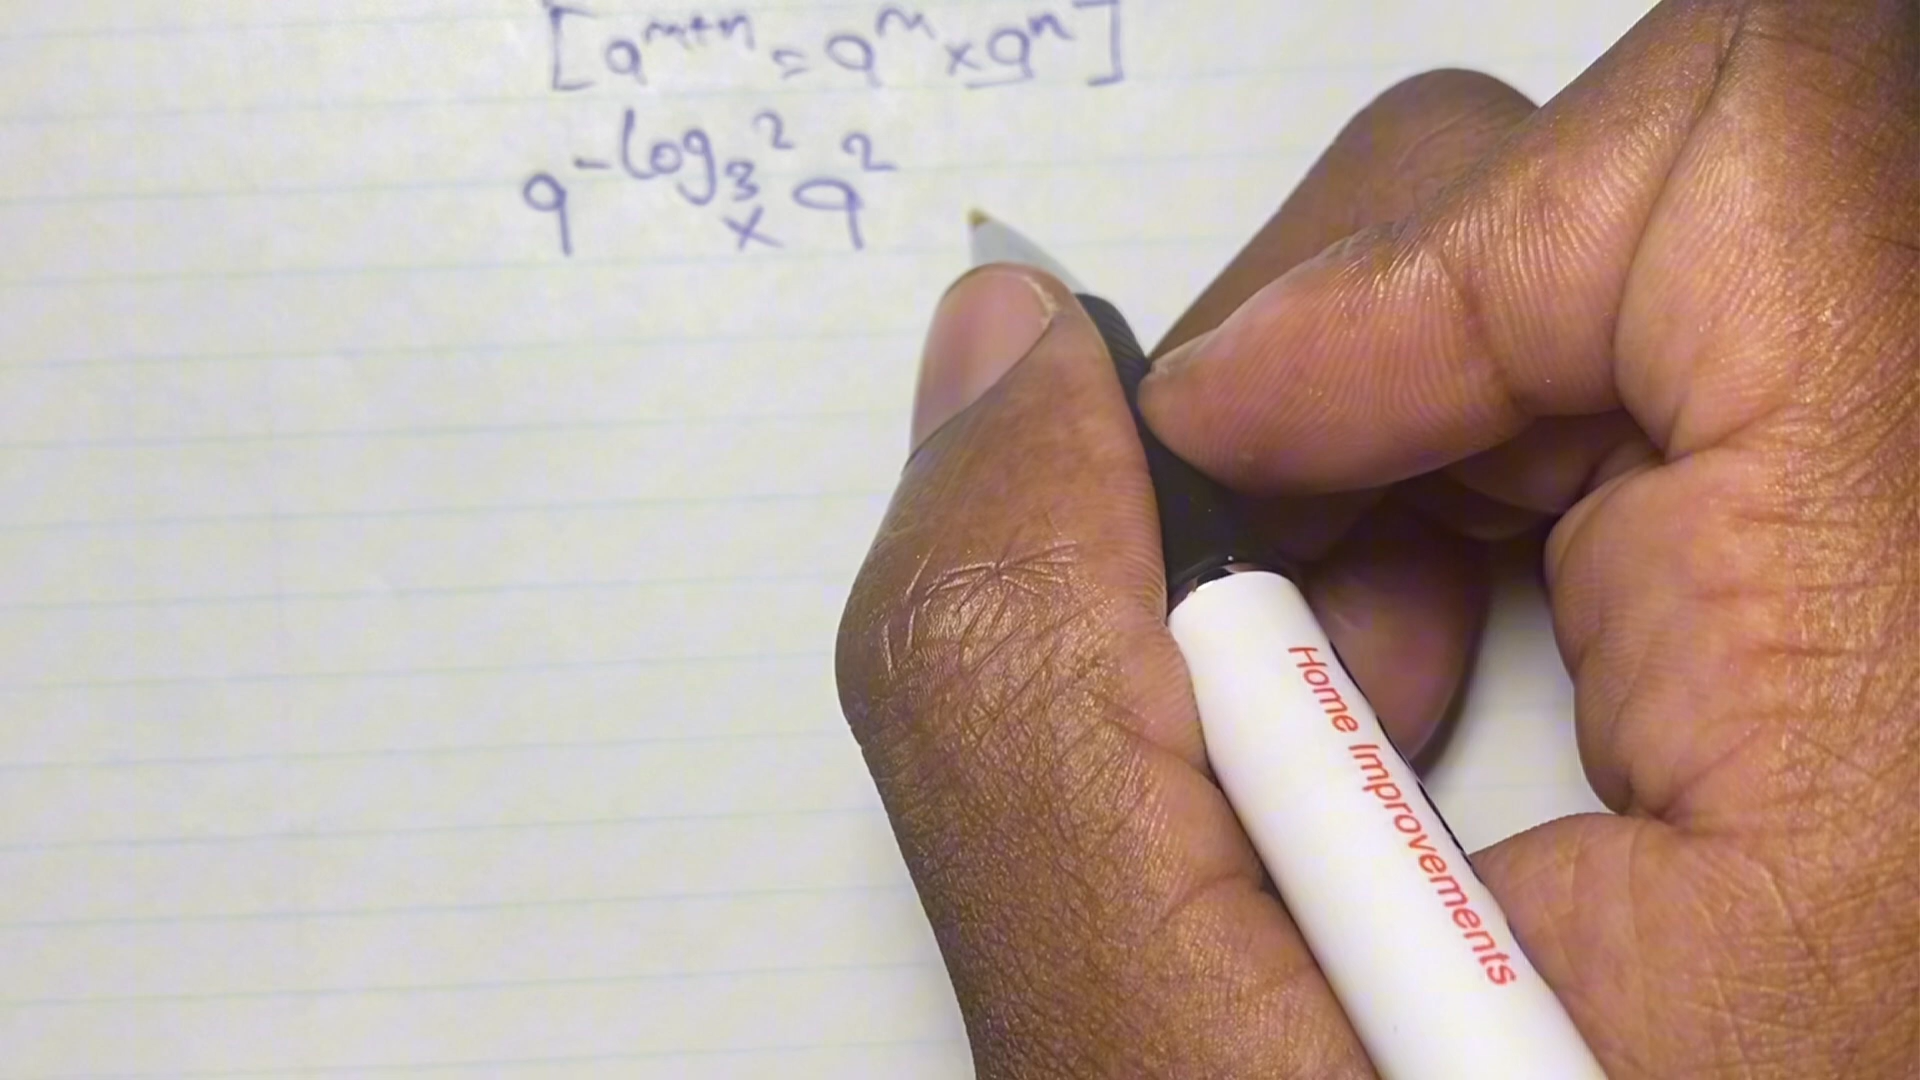 [a^{m+n} = a^m × a^n]
9^{-log_3 2} × 9^2
Home Improvements